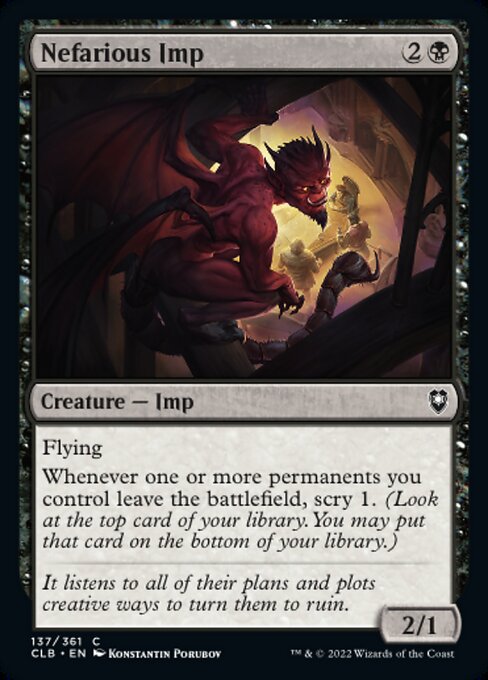 Nefarious Imp 2
Creature — Imp
Flying
Whenever one or more permanents you
control leave the battlefield, scry 1. (Look
at the top card of your library. You may put
that card on the bottom of your library.)
It listens to all of their plans and plots
creative ways to turn them to ruin.
2/1
137/361 C
CLB • EN Konstantin Porubov
™ & © 2022 Wizards of the Coast